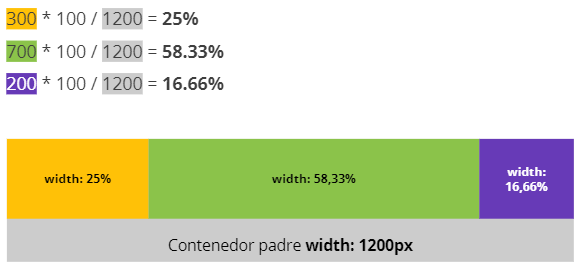 300 * 100 / 1200 = 25%
700 * 100 / 1200 = 58.33%
200 * 100 / 1200 = 16.66%
width: 25%
width: 58,33%
width:
16,66%
Contenedor padre width: 1200px